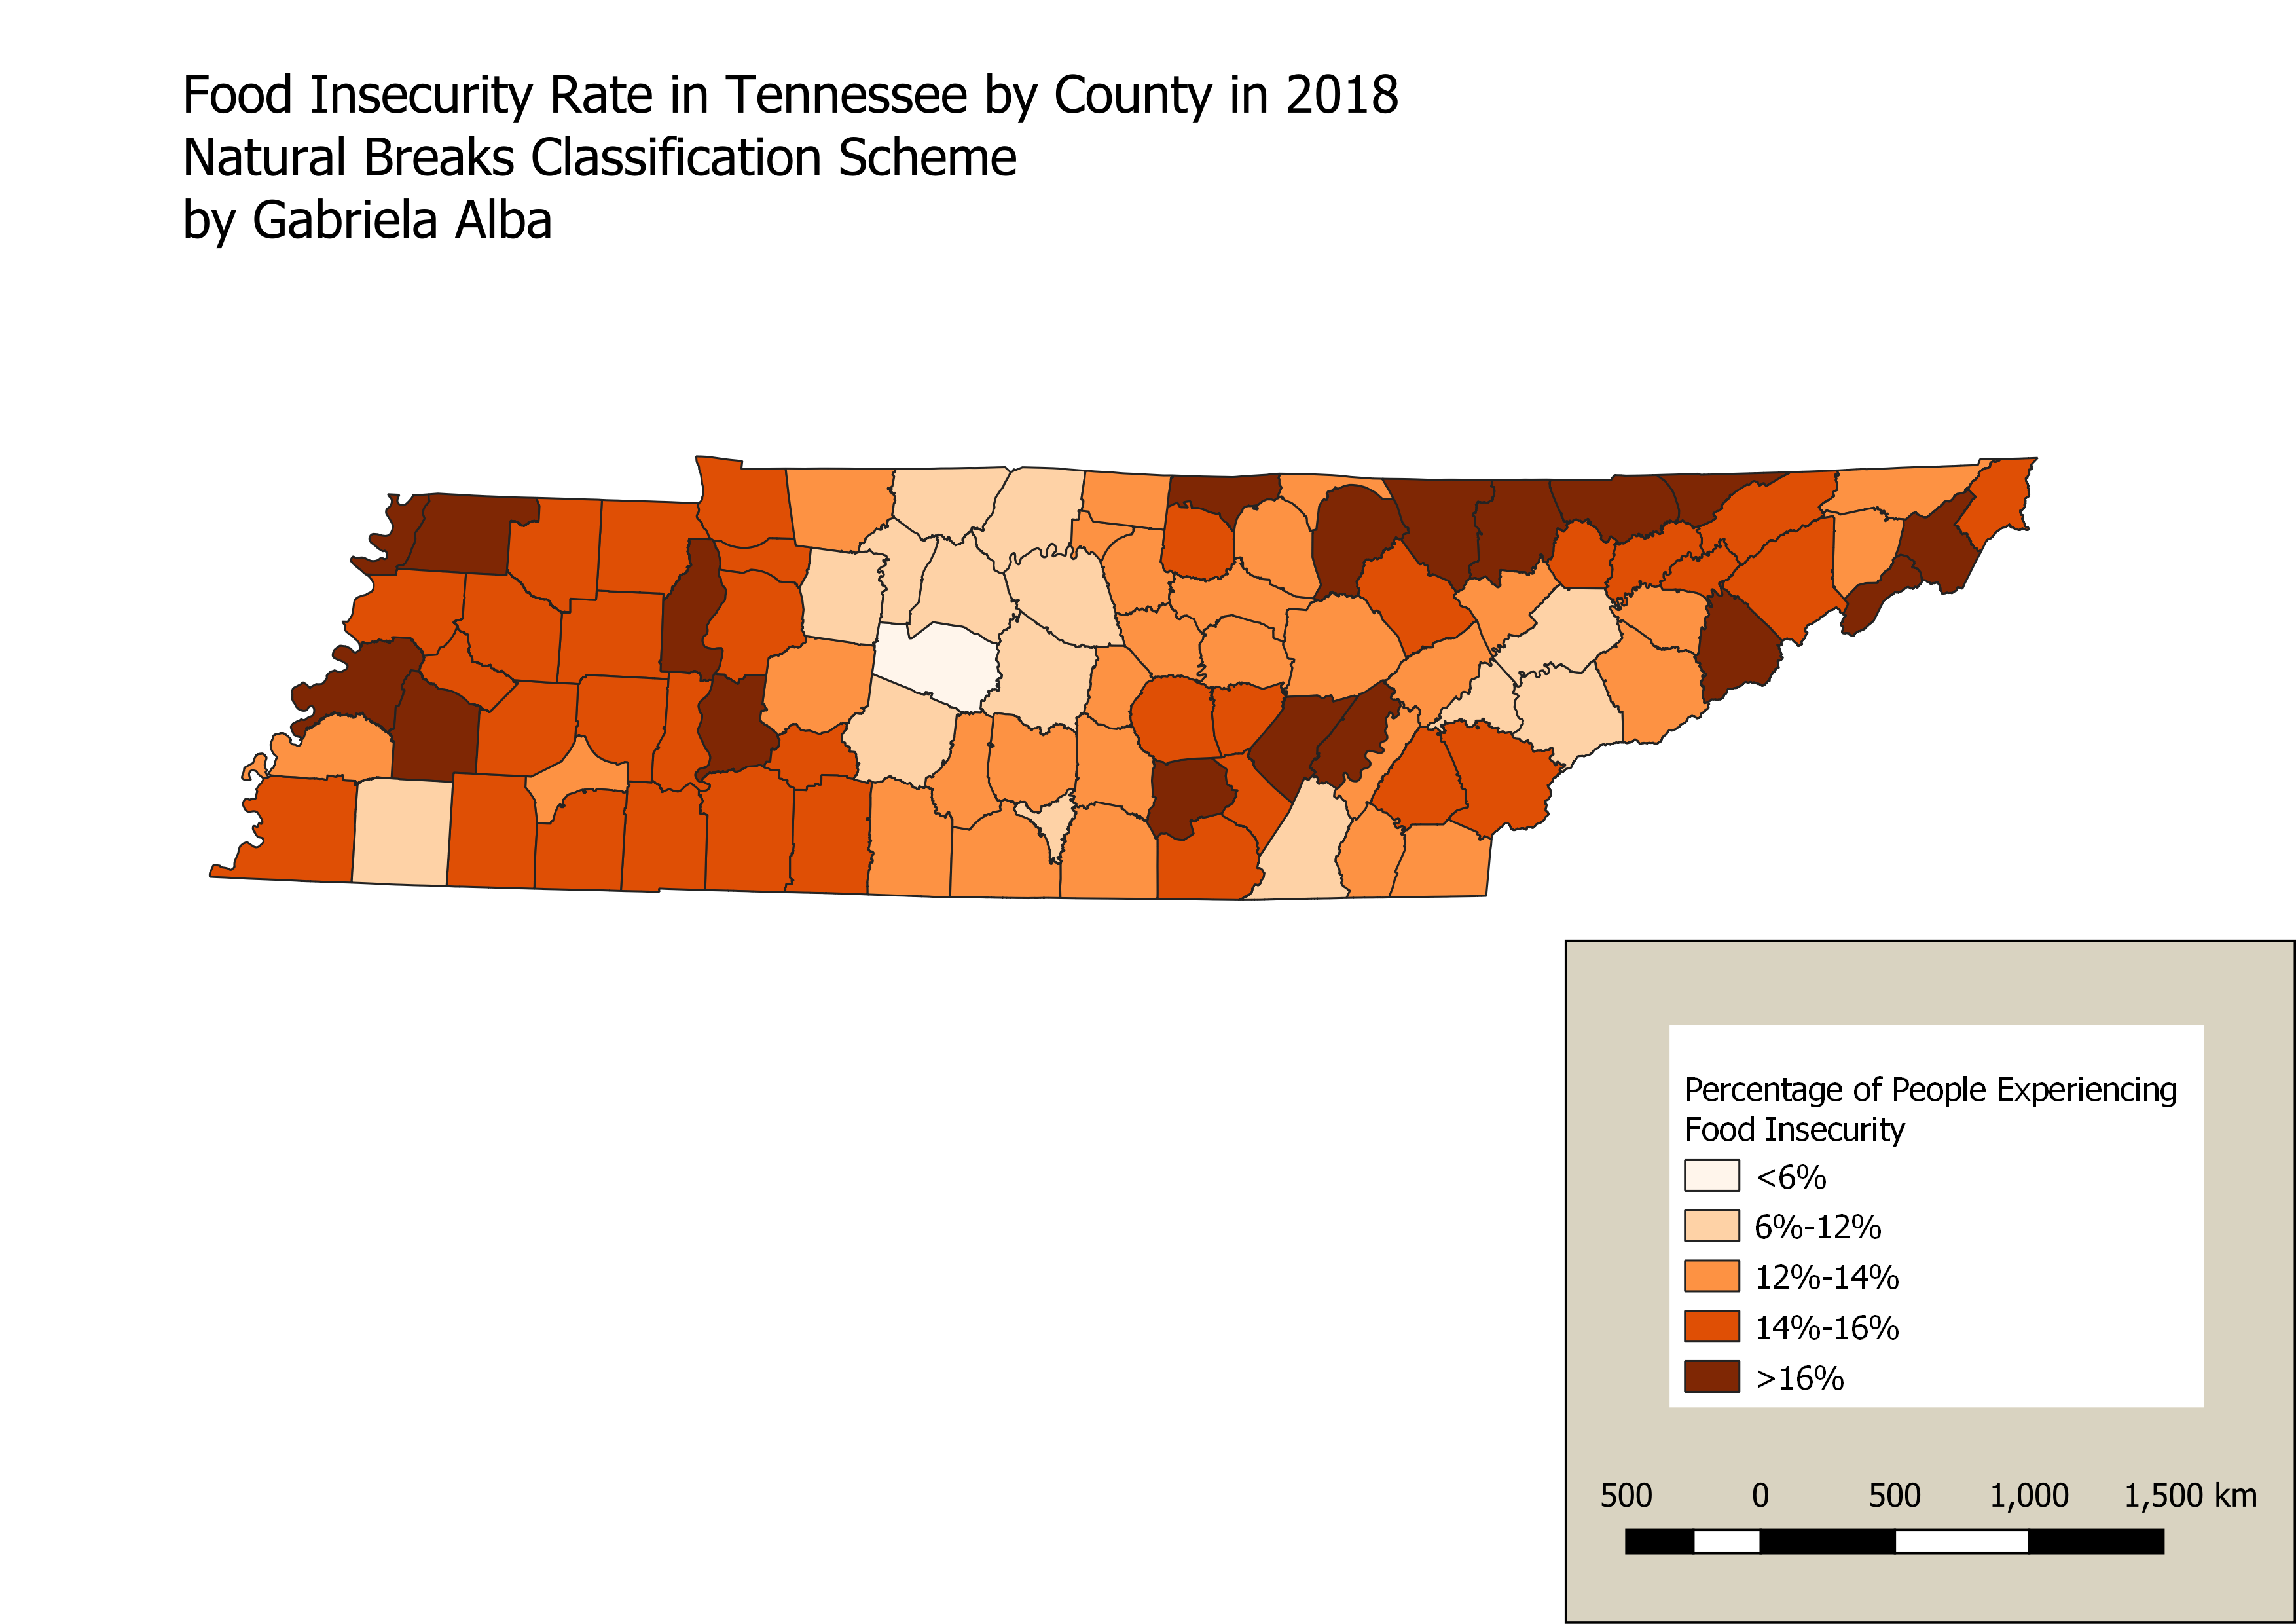 Food Insecurity Rate in Tennessee by County in 2018
Natural Breaks Classification Scheme
by Gabriela Alba
Percentage of People Experiencing
Food Insecurity
<6%
6%-12%
12%-14%
14%-16%
>16%
500 0 500 1,000 1,500 km